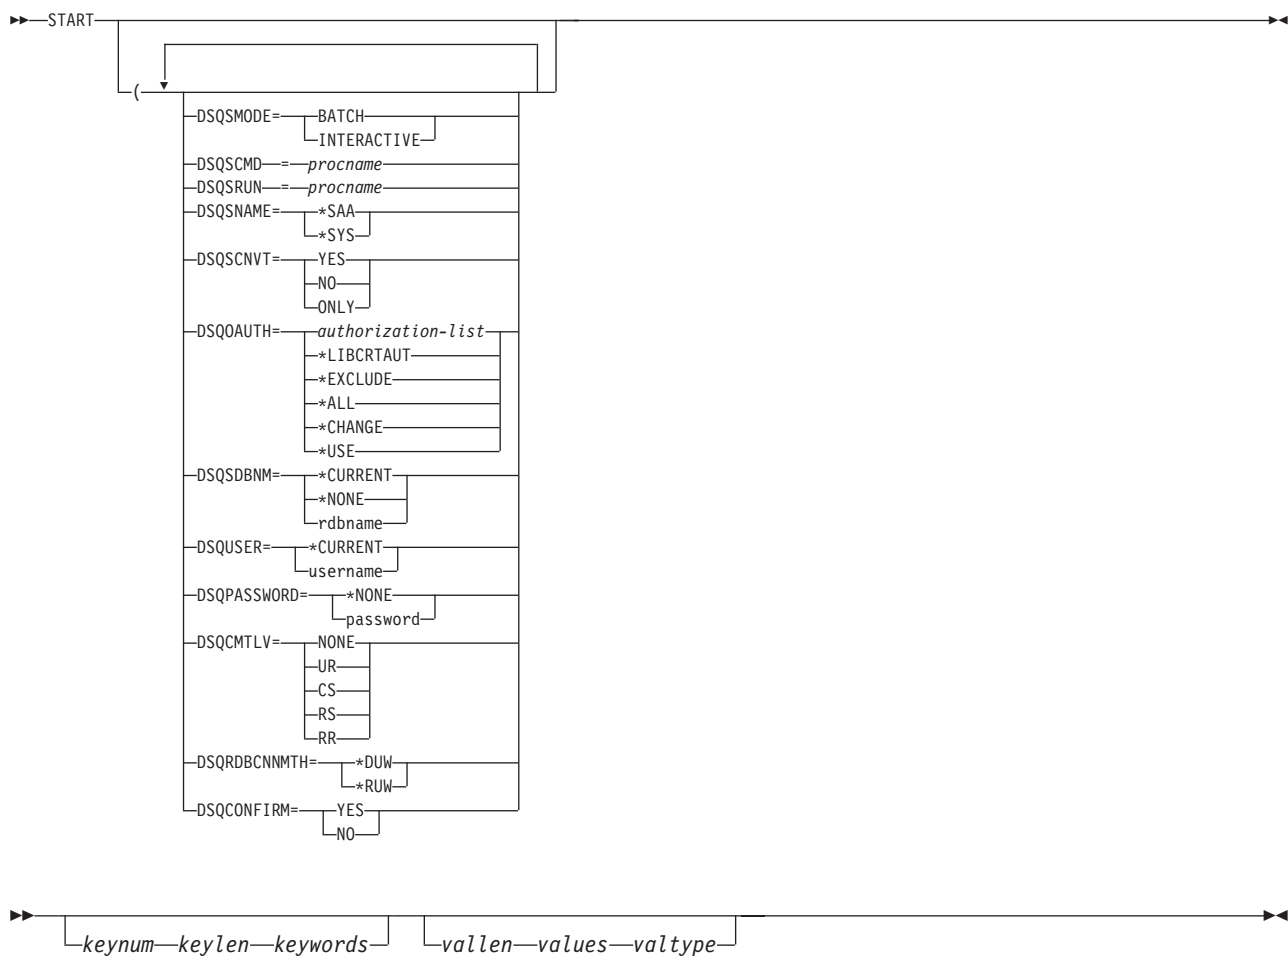 START
(
DSQSMODE= BATCH
INTERACTIVE
DSQSCMD = procname
DSQSRUN = procname
DSQSNAME= *SAA
*SYS
DSQSCNVT= YES
NO
ONLY
DSQOAUTH= authorization-list
*LIBCRTAUT
*EXCLUDE
*ALL
*CHANGE
*USE
DSQSDBNM= *CURRENT
*NONE
rdbname
DSQUSER= *CURRENT
username
DSQPASSWORD= *NONE
password
DSQCMTLV= NONE
UR
CS
RS
RR
DSQRDBCNNMTH= *DUW
*RUW
DSQCONFIRM= YES
NO
keynum keylen keywords vallen values valtype